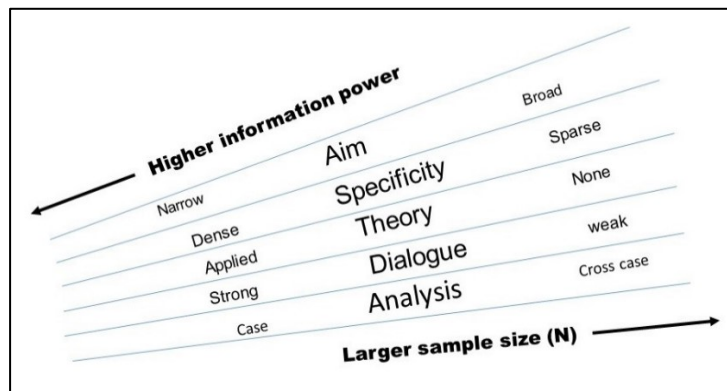 Higher information power
Narrow Aim Broad
Dense Specificity Sparse
Applied Theory None
Strong Dialogue weak
Case Analysis Cross case
Larger sample size (N)